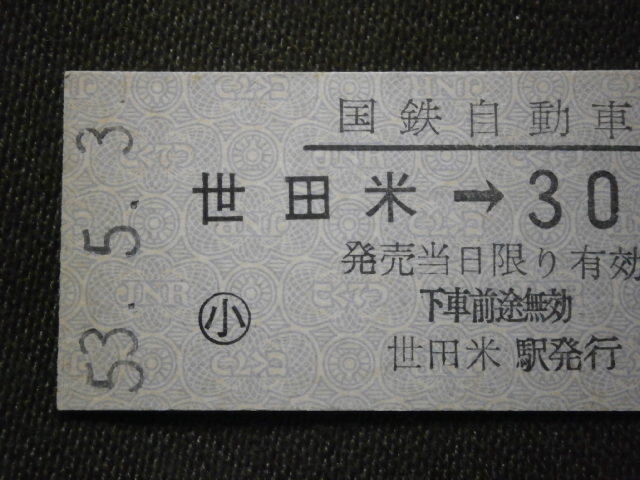 国鉄自動車
世田米→30
発売当日限り有効
下車前途無効
㋛小
世田米駅発行
53.5.3